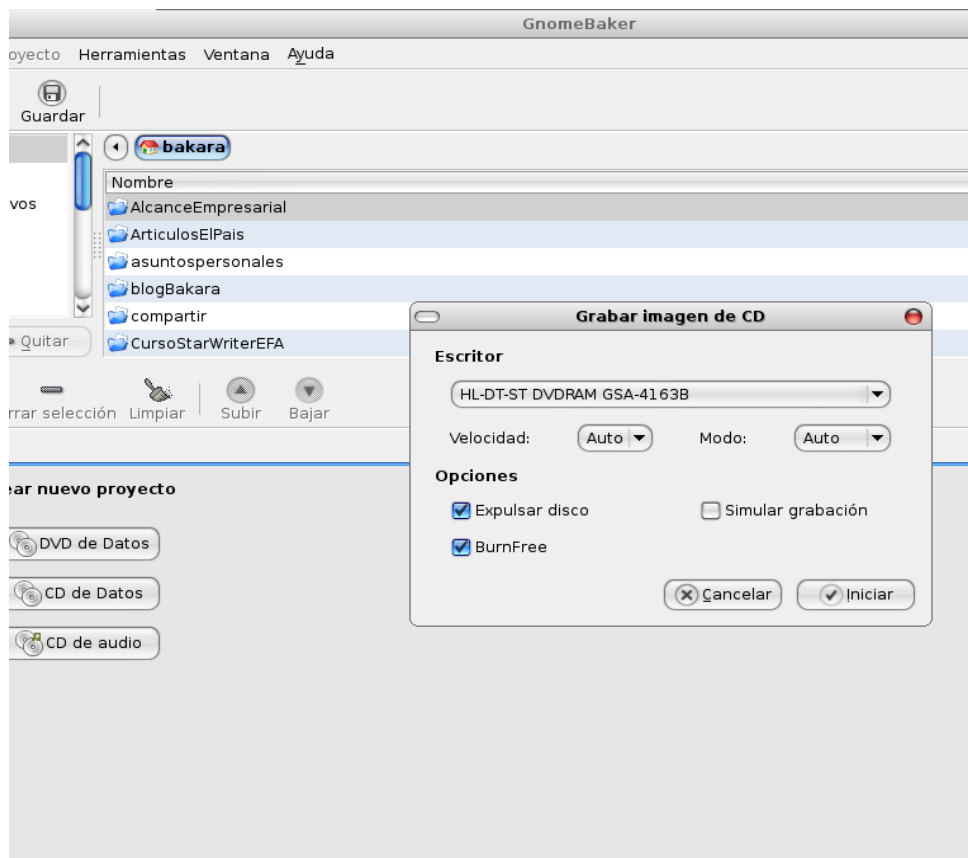 GnomeBaker
oyecto Herramientas Ventana Ayuda
Guardar
bakara
Nombre
vos
AlcanceEmpresarial
ArticulosElPais
asuntospersonales
blogBakara
compartir
Quitar
CursoStarWriterEFA
rrar selección Limpiar Subir Bajar
Grabar imagen de CD
Escritor
HL-DT-ST DVDRAM GSA-4163B
Velocidad: Auto Modo: Auto
Opciones
Expulsar disco Simular grabación
BurnFree
Cancelar Iniciar
ear nuevo proyecto
DVD de Datos
CD de Datos
CD de audio